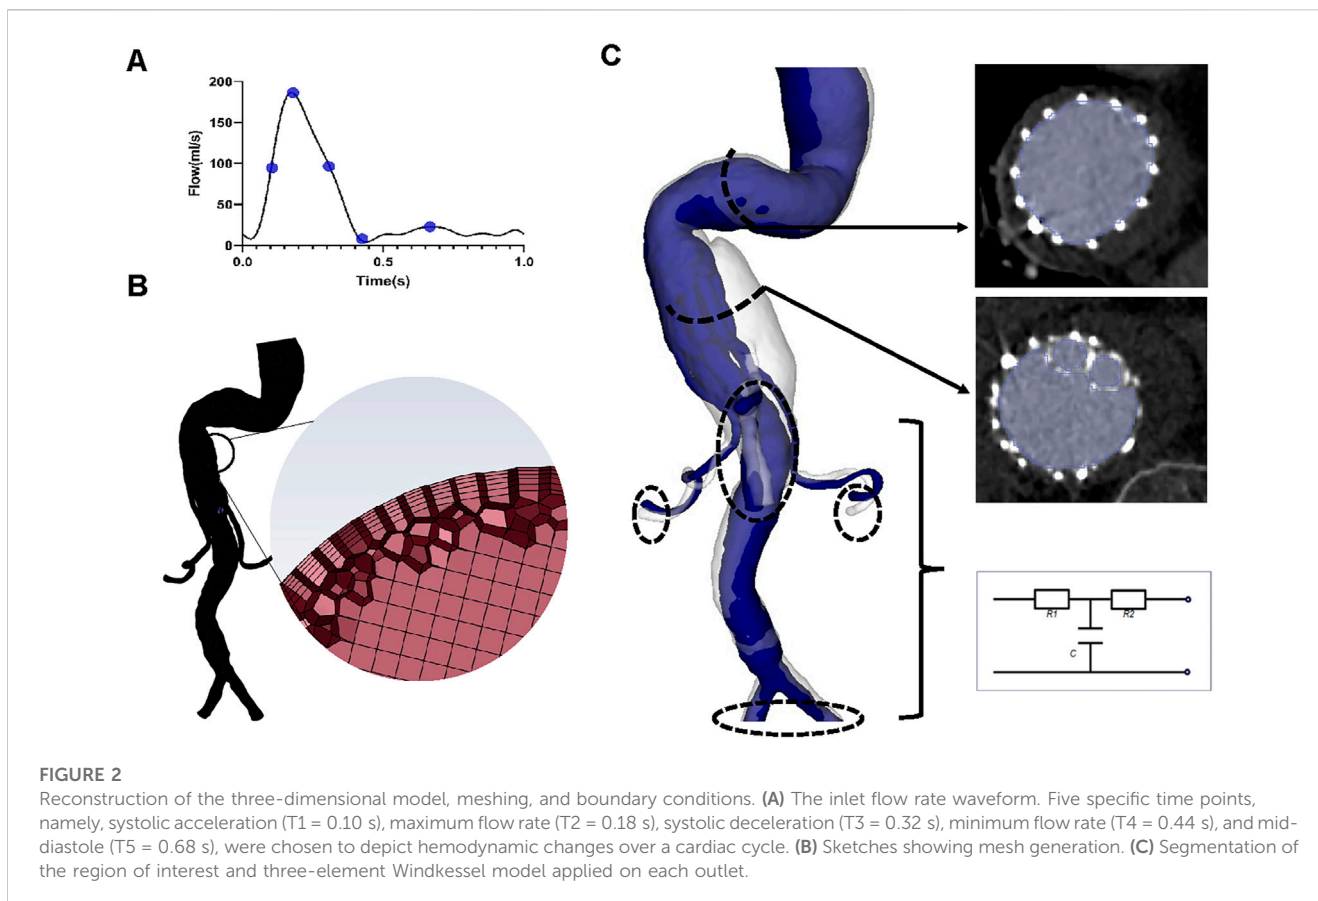 A
200
150
100
50
0
Flow(ml/s)
0.0
0.5
1.0
Time(s)
B
C
R1
R2
C
FIGURE 2
Reconstruction of the three-dimensional model, meshing, and boundary conditions. (A) The inlet flow rate waveform. Five specific time points,
namely, systolic acceleration (T1 = 0.10 s), maximum flow rate (T2 = 0.18 s), systolic deceleration (T3 = 0.32 s), minimum flow rate (T4 = 0.44 s), and mid-
diastole (T5 = 0.68 s), were chosen to depict hemodynamic changes over a cardiac cycle. (B) Sketches showing mesh generation. (C) Segmentation of
the region of interest and three-element Windkessel model applied on each outlet.